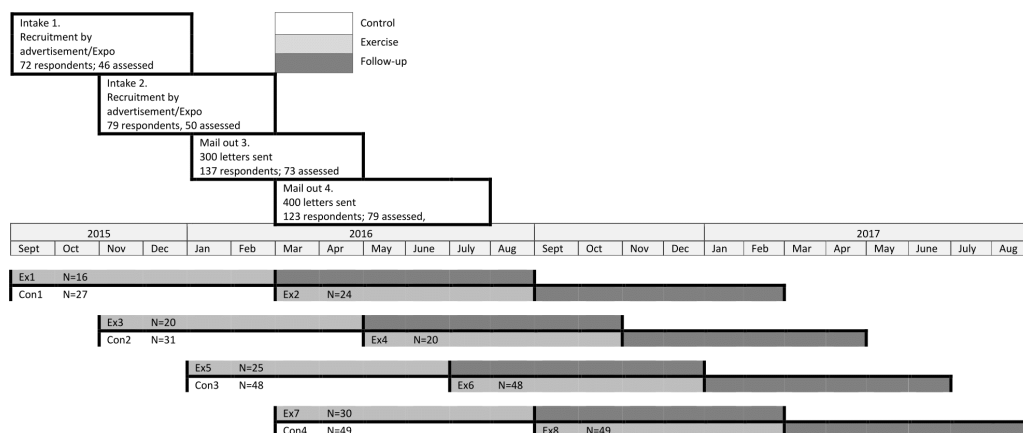 Intake 1.
Recruitment by
advertisement/Expo
72 respondents; 46 assessed
Control
Exercise
Follow-up
Intake 2.
Recruitment by
advertisement/Expo
79 respondents, 50 assessed
Mail out 3.
300 letters sent
137 respondents; 73 assessed
Mail out 4.
400 letters sent
123 respondents; 79 assessed,
2015 2016 2017
Sept Oct Nov Dec Jan Feb Mar Apr May June July Aug Sept Oct Nov Dec Jan Feb Mar Apr May June July Aug
Ex1 N=16
Con1 N=27 Ex2 N=24
Ex3 N=20
Con2 N=31 Ex4 N=20
Ex5 N=25
Con3 N=48 Ex6 N=48
Ex7 N=30
Con4 N=49 Ex8 N=49